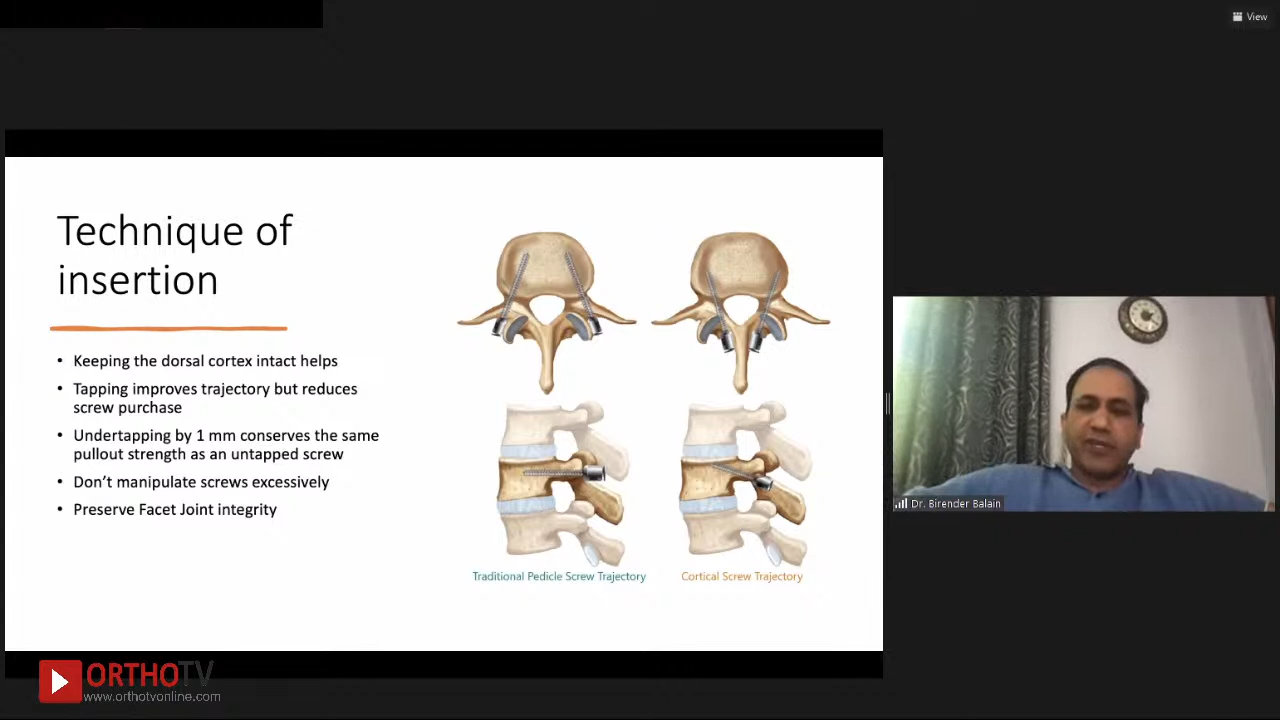 View
Technique of
insertion
• Keeping the dorsal cortex intact helps
• Tapping improves trajectory but reduces
screw purchase
• Undertapping by 1 mm conserves the same
pullout strength as an untapped screw
• Don't manipulate screws excessively
• Preserve Facet Joint integrity
Traditional Pedicle Screw Trajectory
Cortical Screw Trajectory
Dr. Birender Balain
ORTHOTV
www.orthotvonline.com